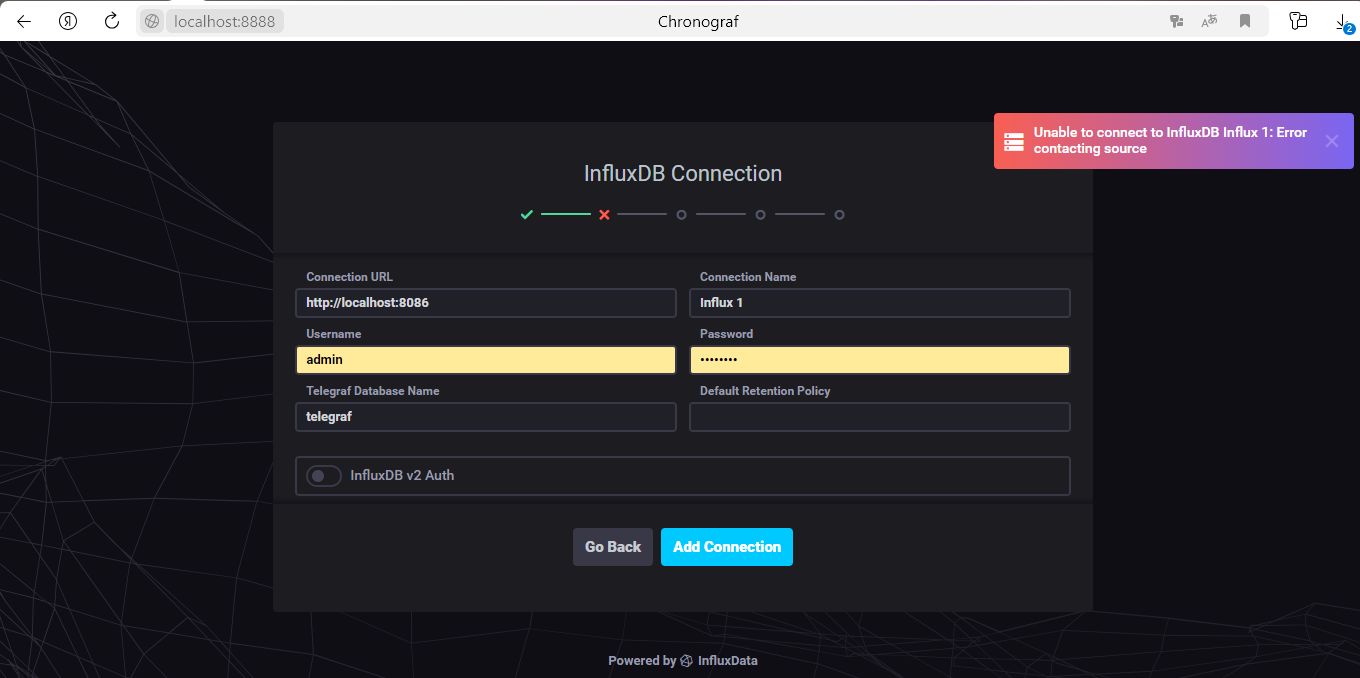 localhost:8888
Chronograf
2
Unable to connect to InfluxDB Influx 1: Error
contacting source
InfluxDB Connection
Connection URL
Connection Name
http://localhost:8086
Influx 1
Username
Password
admin
••••••••
Telegraf Database Name
Default Retention Policy
telegraf
InfluxDB v2 Auth
Go Back
Add Connection
Powered by InfluxData